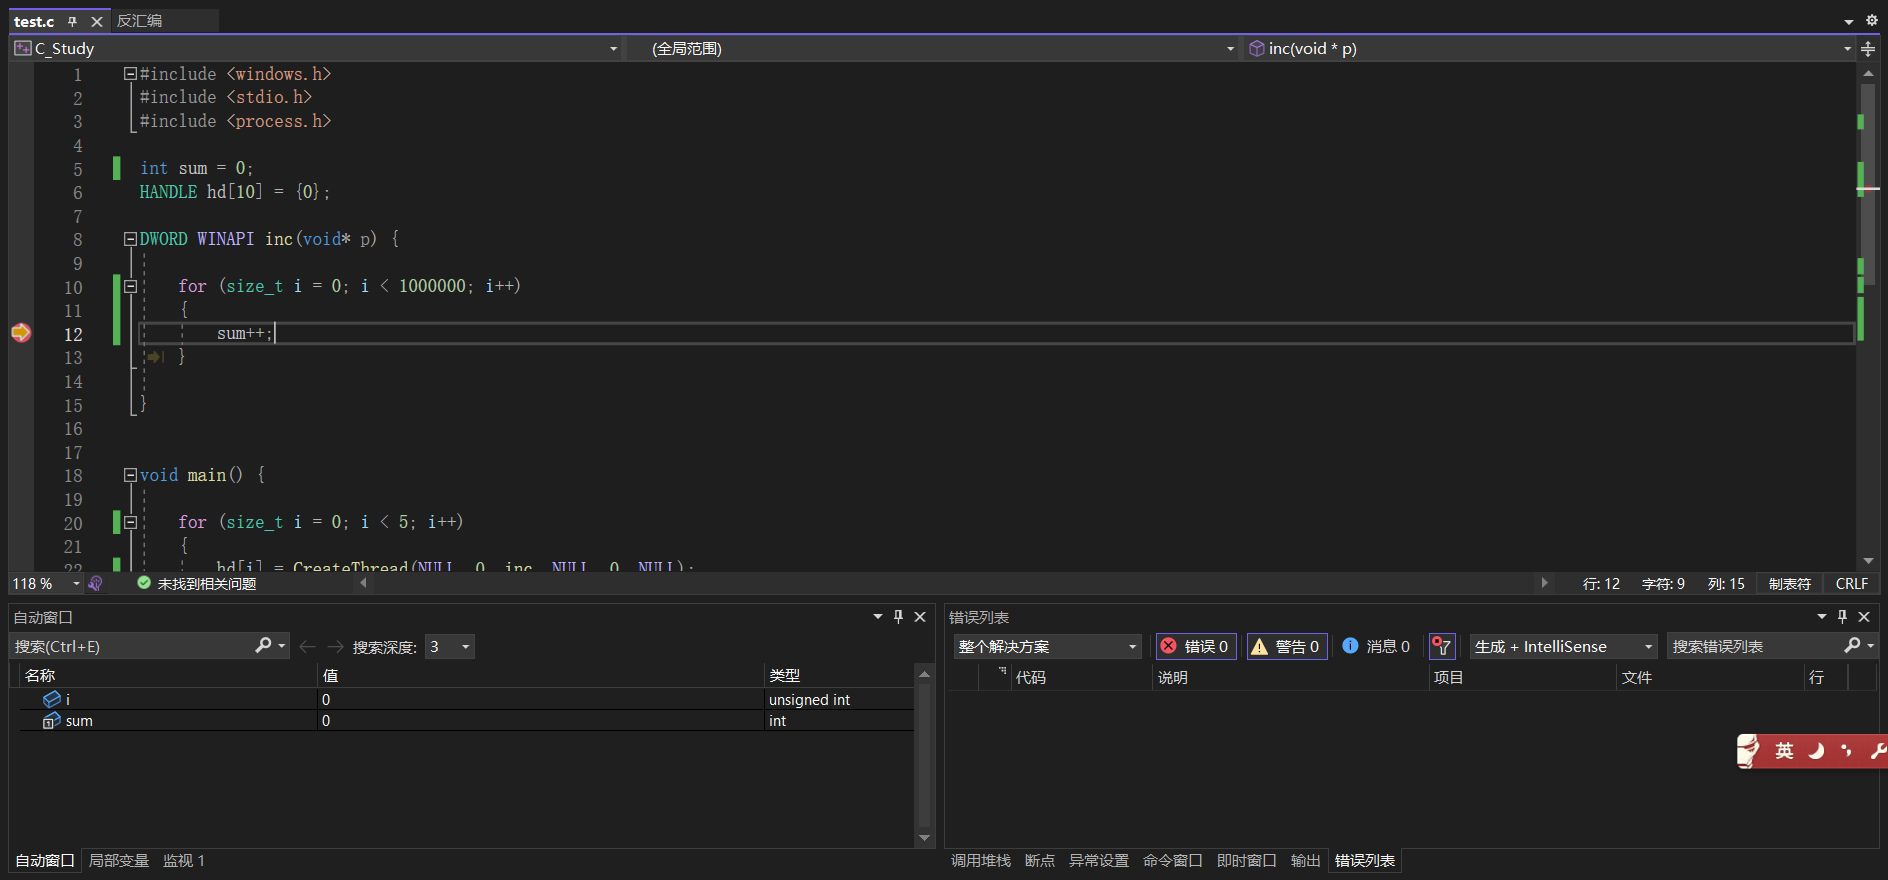 test.c 反汇编
C_Study (全局范围) inc(void * p)
1 #include <windows.h>
2 #include <stdio.h>
3 #include <process.h>
4
5 int sum = 0;
6 HANDLE hd[10] = {0};
7
8 DWORD WINAPI inc(void* p) {
9
10 for (size_t i = 0; i < 1000000; i++)
11 {
12 sum++;
13 }
14
15 }
16
17
18 void main() {
19
20 for (size_t i = 0; i < 5; i++)
21 {
22 hd[i] = CreateThread(NULL, 0, inc, NULL, 0, NULL);
118 % 未找到相关问题 行: 12 字符: 9 列: 15 制表符 CRLF
自动窗口
搜索(Ctrl+E) 搜索深度: 3
名称 值 类型
i 0 unsigned int
sum 0 int
自动窗口 局部变量 监视 1
错误列表
整个解决方案 错误 0 警告 0 消息 0 生成 + IntelliSense 搜索错误列表
代码 说明 项目 文件 行
英
调用堆栈 断点 异常设置 命令窗口 即时窗口 输出 错误列表